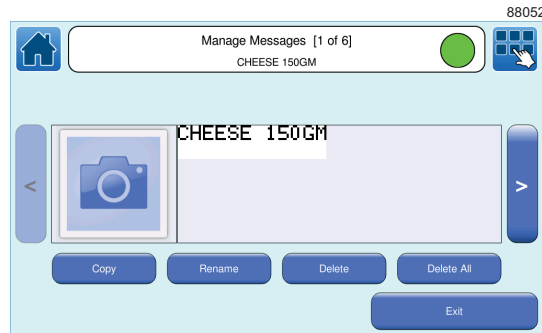 88052
Manage Messages [1 of 6]
CHEESE 150GM
CHEESE 150GM
<
>
Copy
Rename
Delete
Delete All
Exit